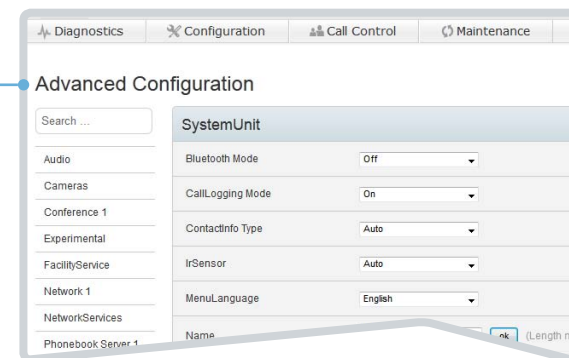 Diagnostics Configuration Call Control Maintenance
Advanced Configuration
Search ...
Audio
Cameras
Conference 1
Experimental
FacilityService
Network 1
NetworkServices
Phonebook Server 1
SystemUnit
Bluetooth Mode Off
CallLogging Mode On
ContactInfo Type Auto
IrSensor Auto
MenuLanguage English
Name ok (Length